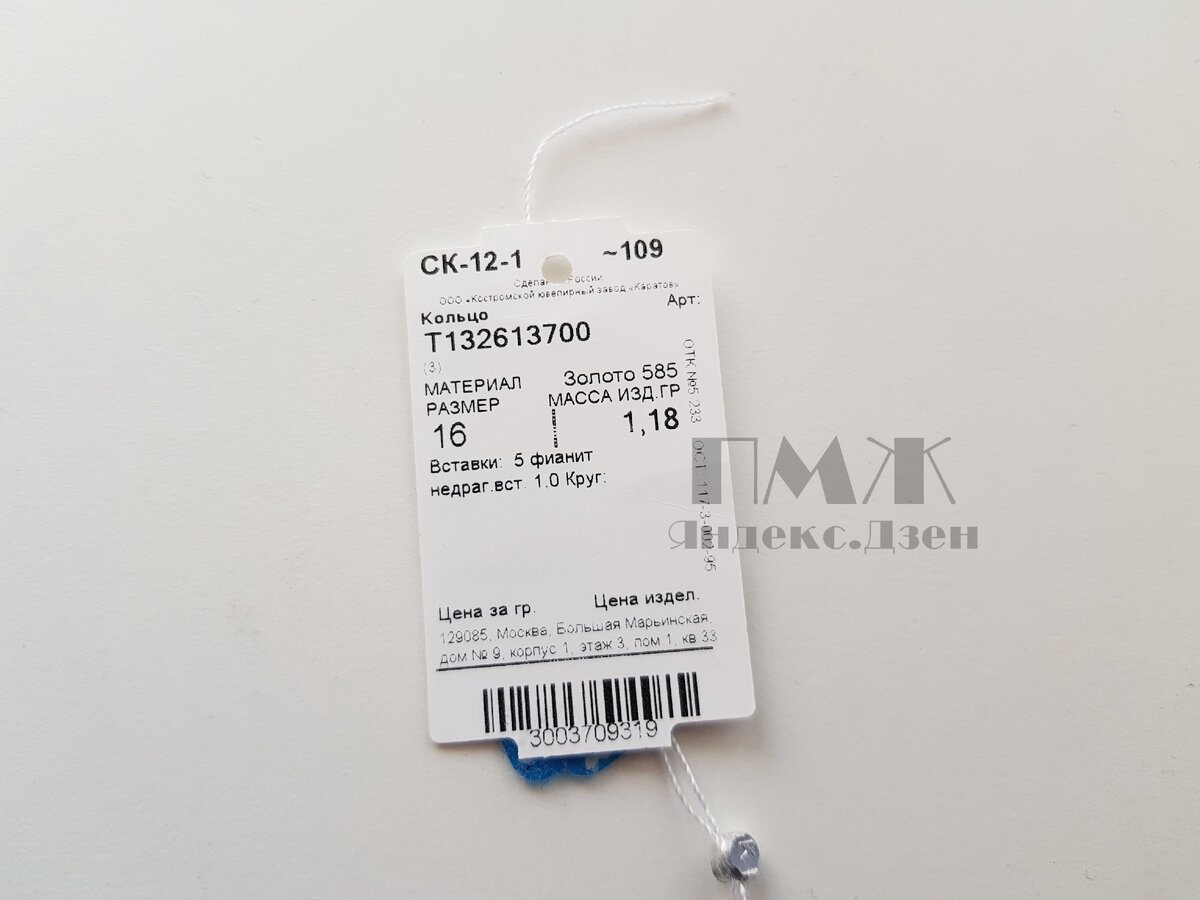 СК-12-1 ~109
Сделано России
ООО «Костромской ювелирный завод «Каратов»
Кольцо Арт:
Т132613700
(3)
МАТЕРИАЛ Золото 585
РАЗМЕР МАССА ИЗД.ГР
16 1,18
Вставки: 5 фианит
недраг.вст. 1,0 Круг:
ОТК №5 233 ОСТ 117-3-002-95
Цена за гр. Цена издел.
129085, Москва, Большая Марьинская,
дом № 9, корпус 1, этаж 3, пом 1, кв 33
3003709319
ПМЖ
Яндекс.Дзен